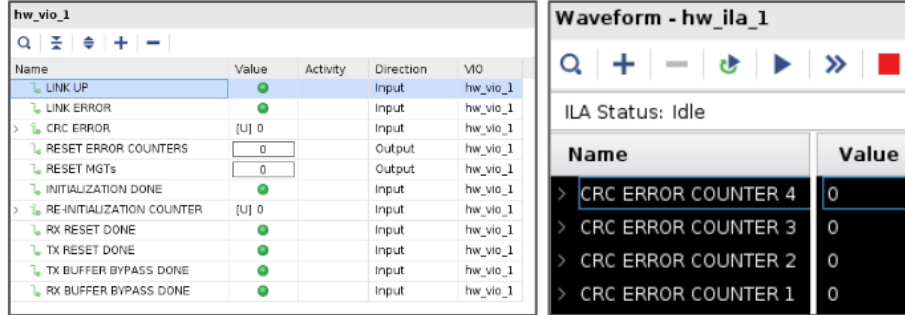 hw_vio_1
Name Value Activity Direction VIO
LINK UP Input hw_vio_1
LINK ERROR Input hw_vio_1
CRC ERROR [U] 0 Input hw_vio_1
RESET ERROR COUNTERS 0 Output hw_vio_1
RESET MGTs 0 Output hw_vio_1
INITIALIZATION DONE Input hw_vio_1
RE-INITIALIZATION COUNTER [U] 0 Input hw_vio_1
RX RESET DONE Input hw_vio_1
TX RESET DONE Input hw_vio_1
TX BUFFER BYPASS DONE Input hw_vio_1
RX BUFFER BYPASS DONE Input hw_vio_1
Waveform - hw_ila_1
ILA Status: Idle
Name Value
CRC ERROR COUNTER 4 0
CRC ERROR COUNTER 3 0
CRC ERROR COUNTER 2 0
CRC ERROR COUNTER 1 0